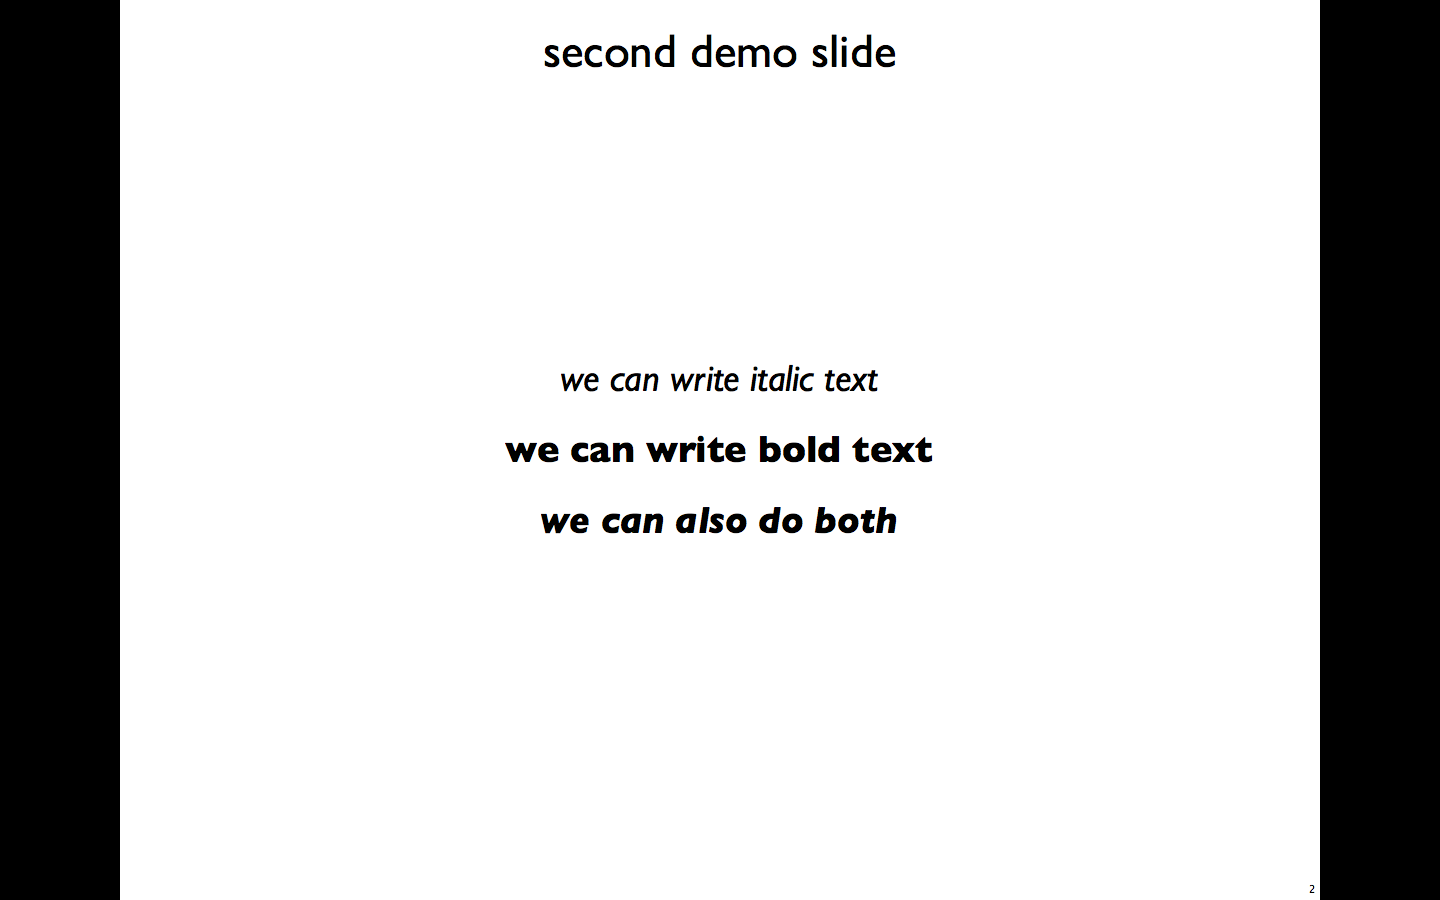 second demo slide
we can write italic text
we can write bold text
we can also do both
2